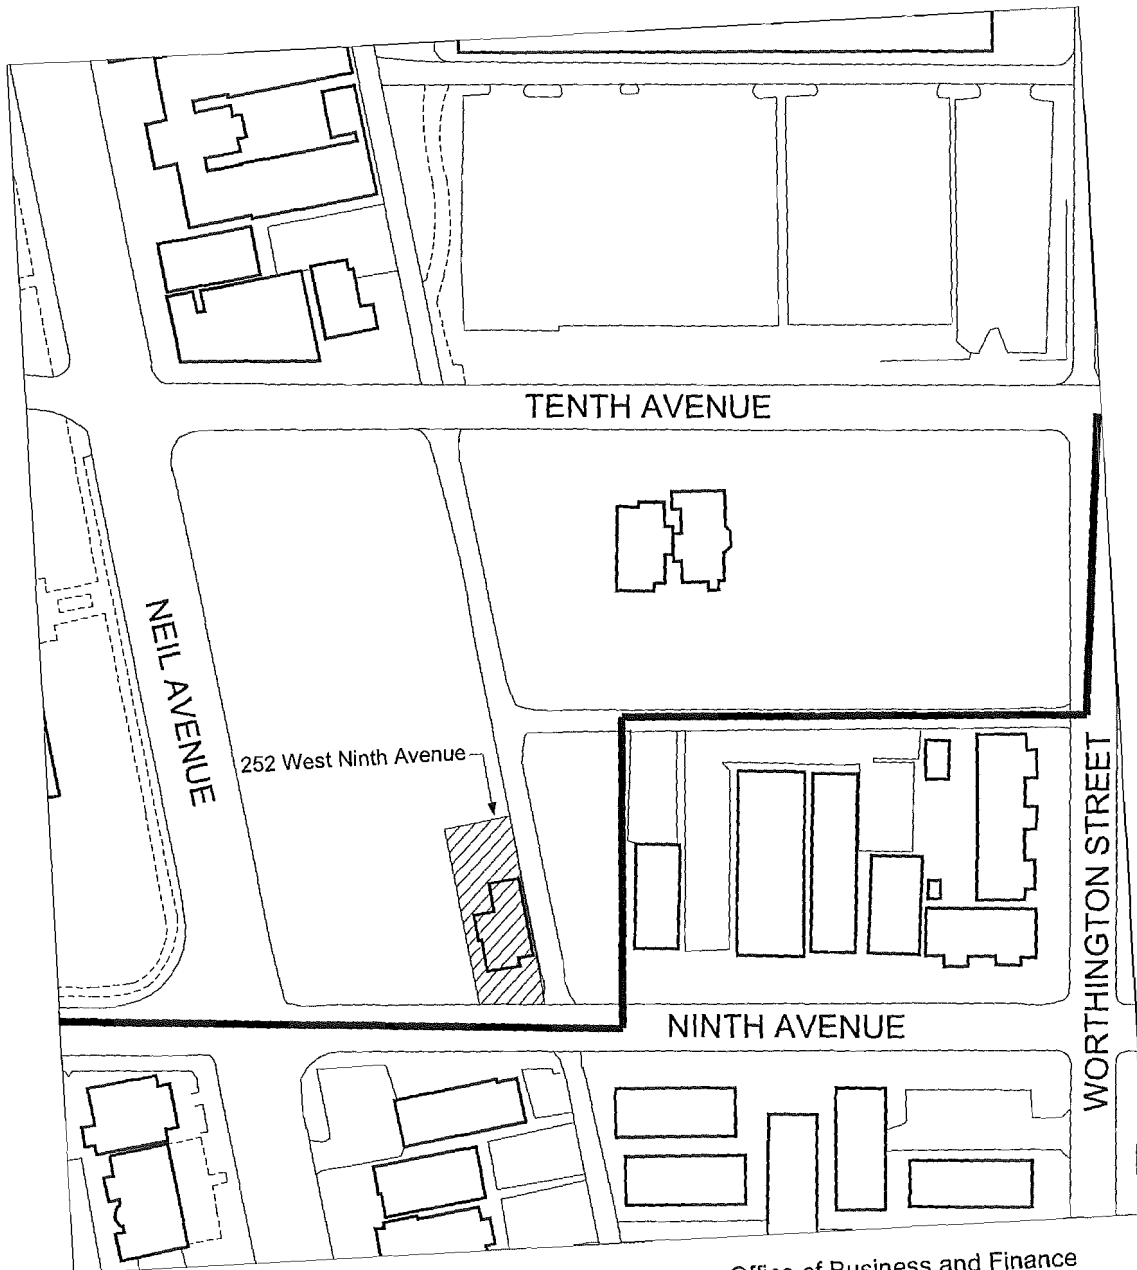 TENTH AVENUE
NEIL AVENUE
252 West Ninth Avenue
WORTHINGTON STREET
NINTH AVENUE
Office of Business and Finance